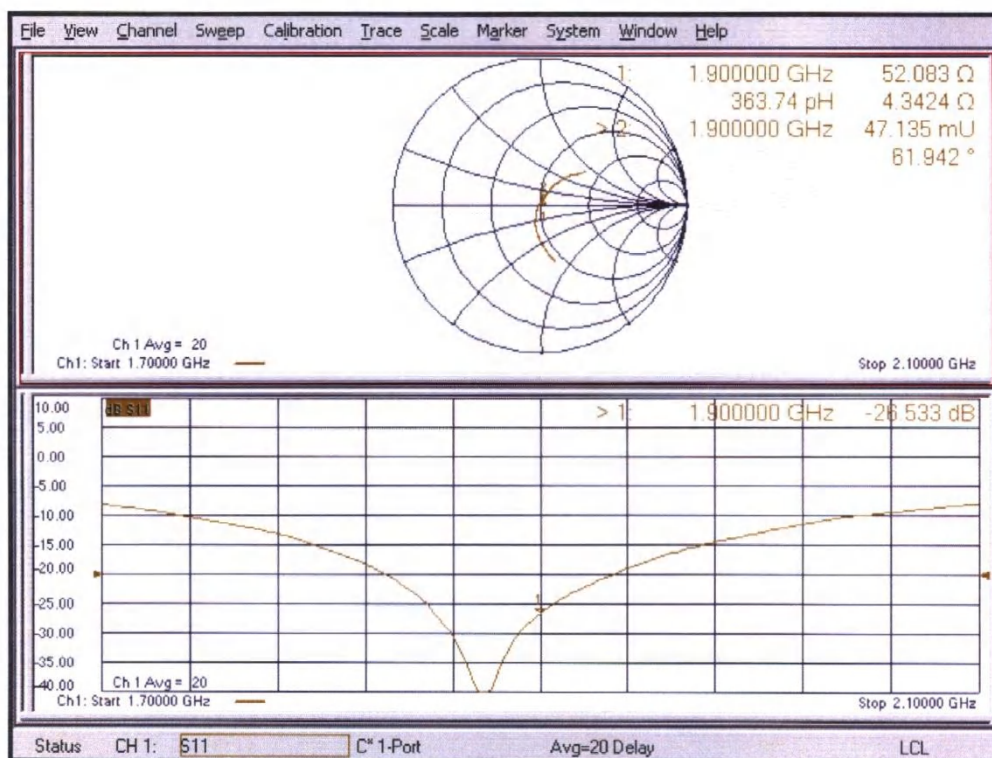 File View Channel Sweep Calibration Trace Scale Marker System Window Help
1: 1.900000 GHz 52.083 Ω
363.74 pH 4.3424 Ω
> 2: 1.900000 GHz 47.135 mU
61.942 °
Ch 1 Avg = 20
Ch1: Start 1.70000 GHz
Stop 2.10000 GHz
10.00
dB S11
> 1: 1.900000 GHz -26.533 dB
5.00
0.00
-5.00
-10.00
-15.00
-20.00
-25.00
1
-30.00
-35.00
-40.00
Ch 1 Avg = 20
Ch1: Start 1.70000 GHz
Stop 2.10000 GHz
Status CH 1: S11 C* 1-Port Avg=20 Delay LCL